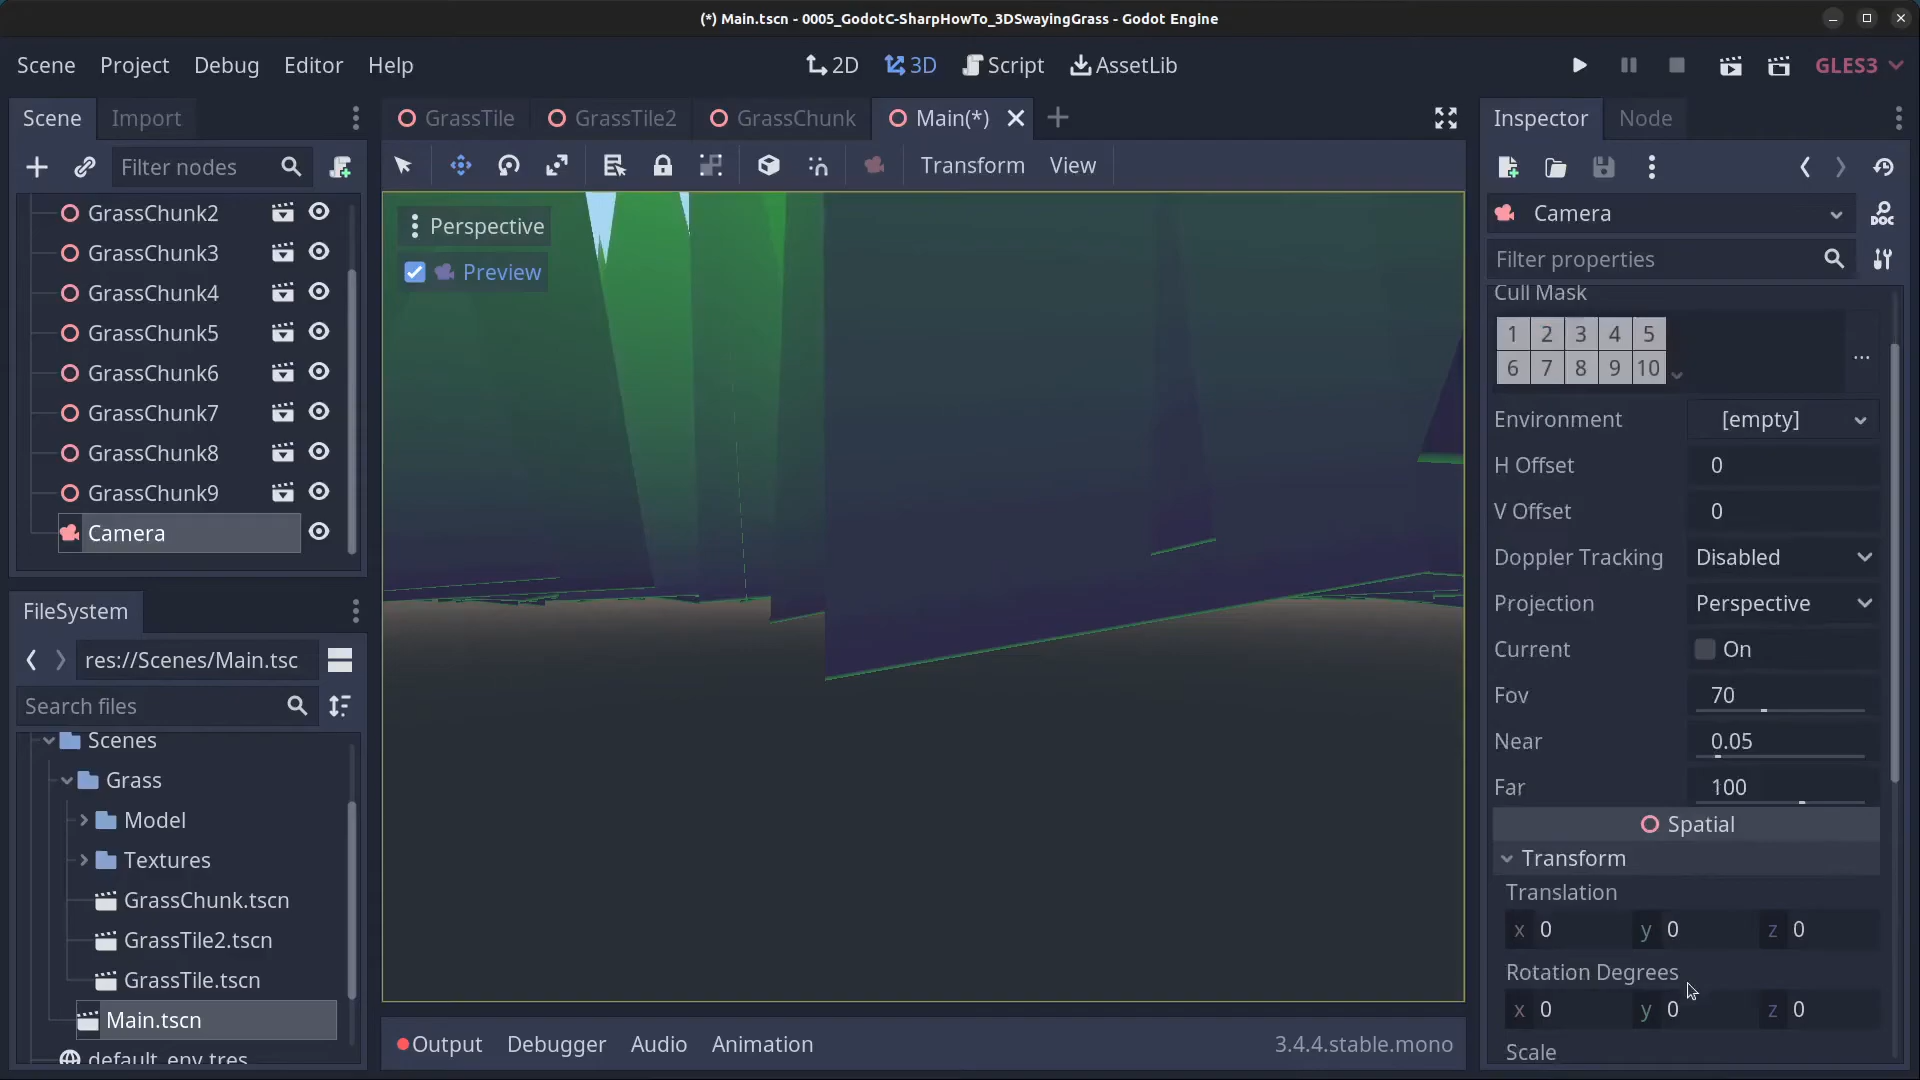 (*) Main.tscn - 0005_GodotC-SharpHowTo_3DSwayingGrass - Godot Engine
Scene Project Debug Editor Help
2D 3D Script AssetLib
GLES3
Scene Import
GrassTile GrassTile2 GrassChunk Main(*)
Inspector Node
Filter nodes
Transform View
GrassChunk2
GrassChunk3
GrassChunk4
GrassChunk5
GrassChunk6
GrassChunk7
GrassChunk8
GrassChunk9
Camera
Perspective
Preview
Camera
DOC
Filter properties
Cull Mask
1 2 3 4 5
6 7 8 9 10
...
Environment [empty]
H Offset 0
V Offset 0
Doppler Tracking Disabled
Projection Perspective
Current On
Fov 70
Near 0.05
Far 100
Spatial
Transform
Translation
x 0 y 0 z 0
Rotation Degrees
x 0 y 0 z 0
Scale
FileSystem
res://Scenes/Main.tsc
Search files
Scenes
Grass
Model
Textures
GrassChunk.tscn
GrassTile2.tscn
GrassTile.tscn
Main.tscn
default_env.tres
Output Debugger Audio Animation
3.4.4.stable.mono